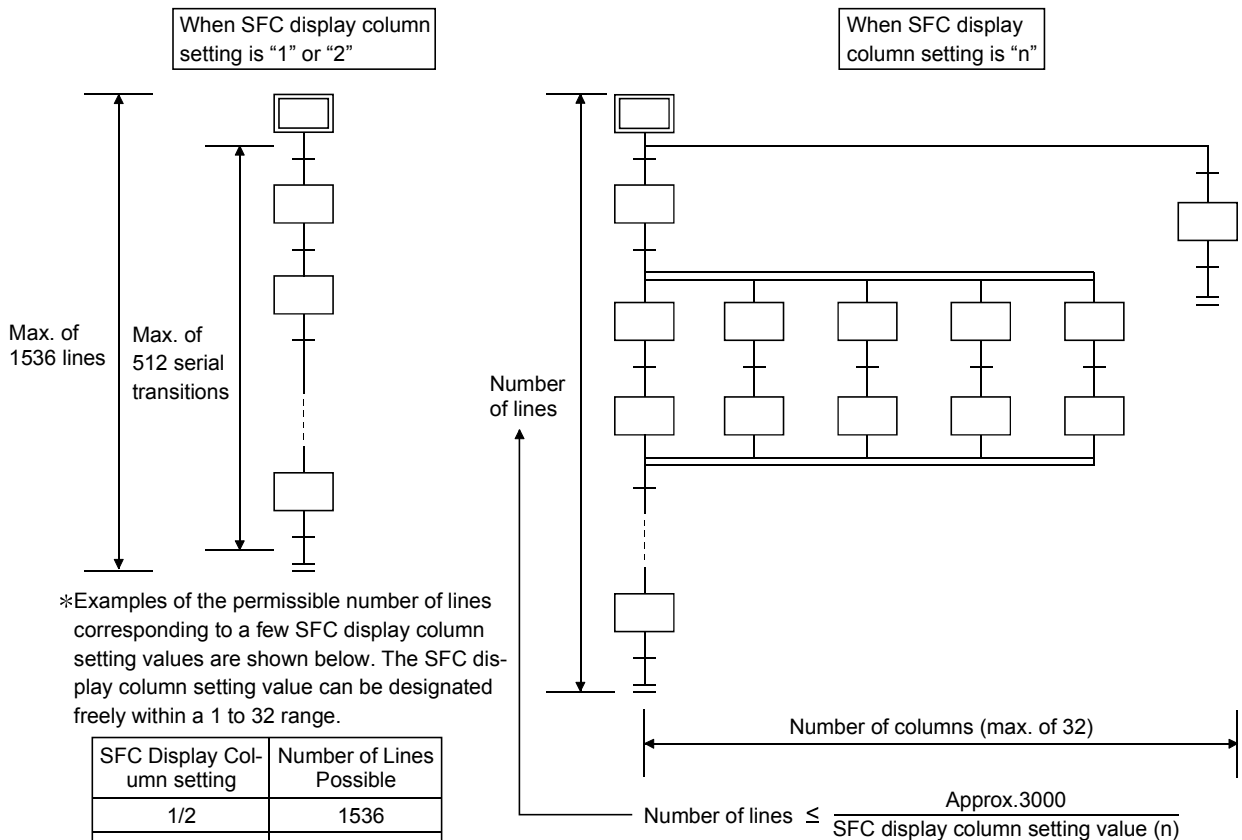 When SFC display column
setting is “1” or “2”
When SFC display
column setting is “n”
Max. of
1536 lines
Max. of
512 serial
transitions
Number
of lines
*Examples of the permissible number of lines
corresponding to a few SFC display column
setting values are shown below. The SFC dis-
play column setting value can be designated
freely within a 1 to 32 range.
SFC Display Col-
umn setting
Number of Lines
Possible
1/2
1536
Number of columns (max. of 32)
Number of lines ≤
Approx.3000
SFC display column setting value (n)